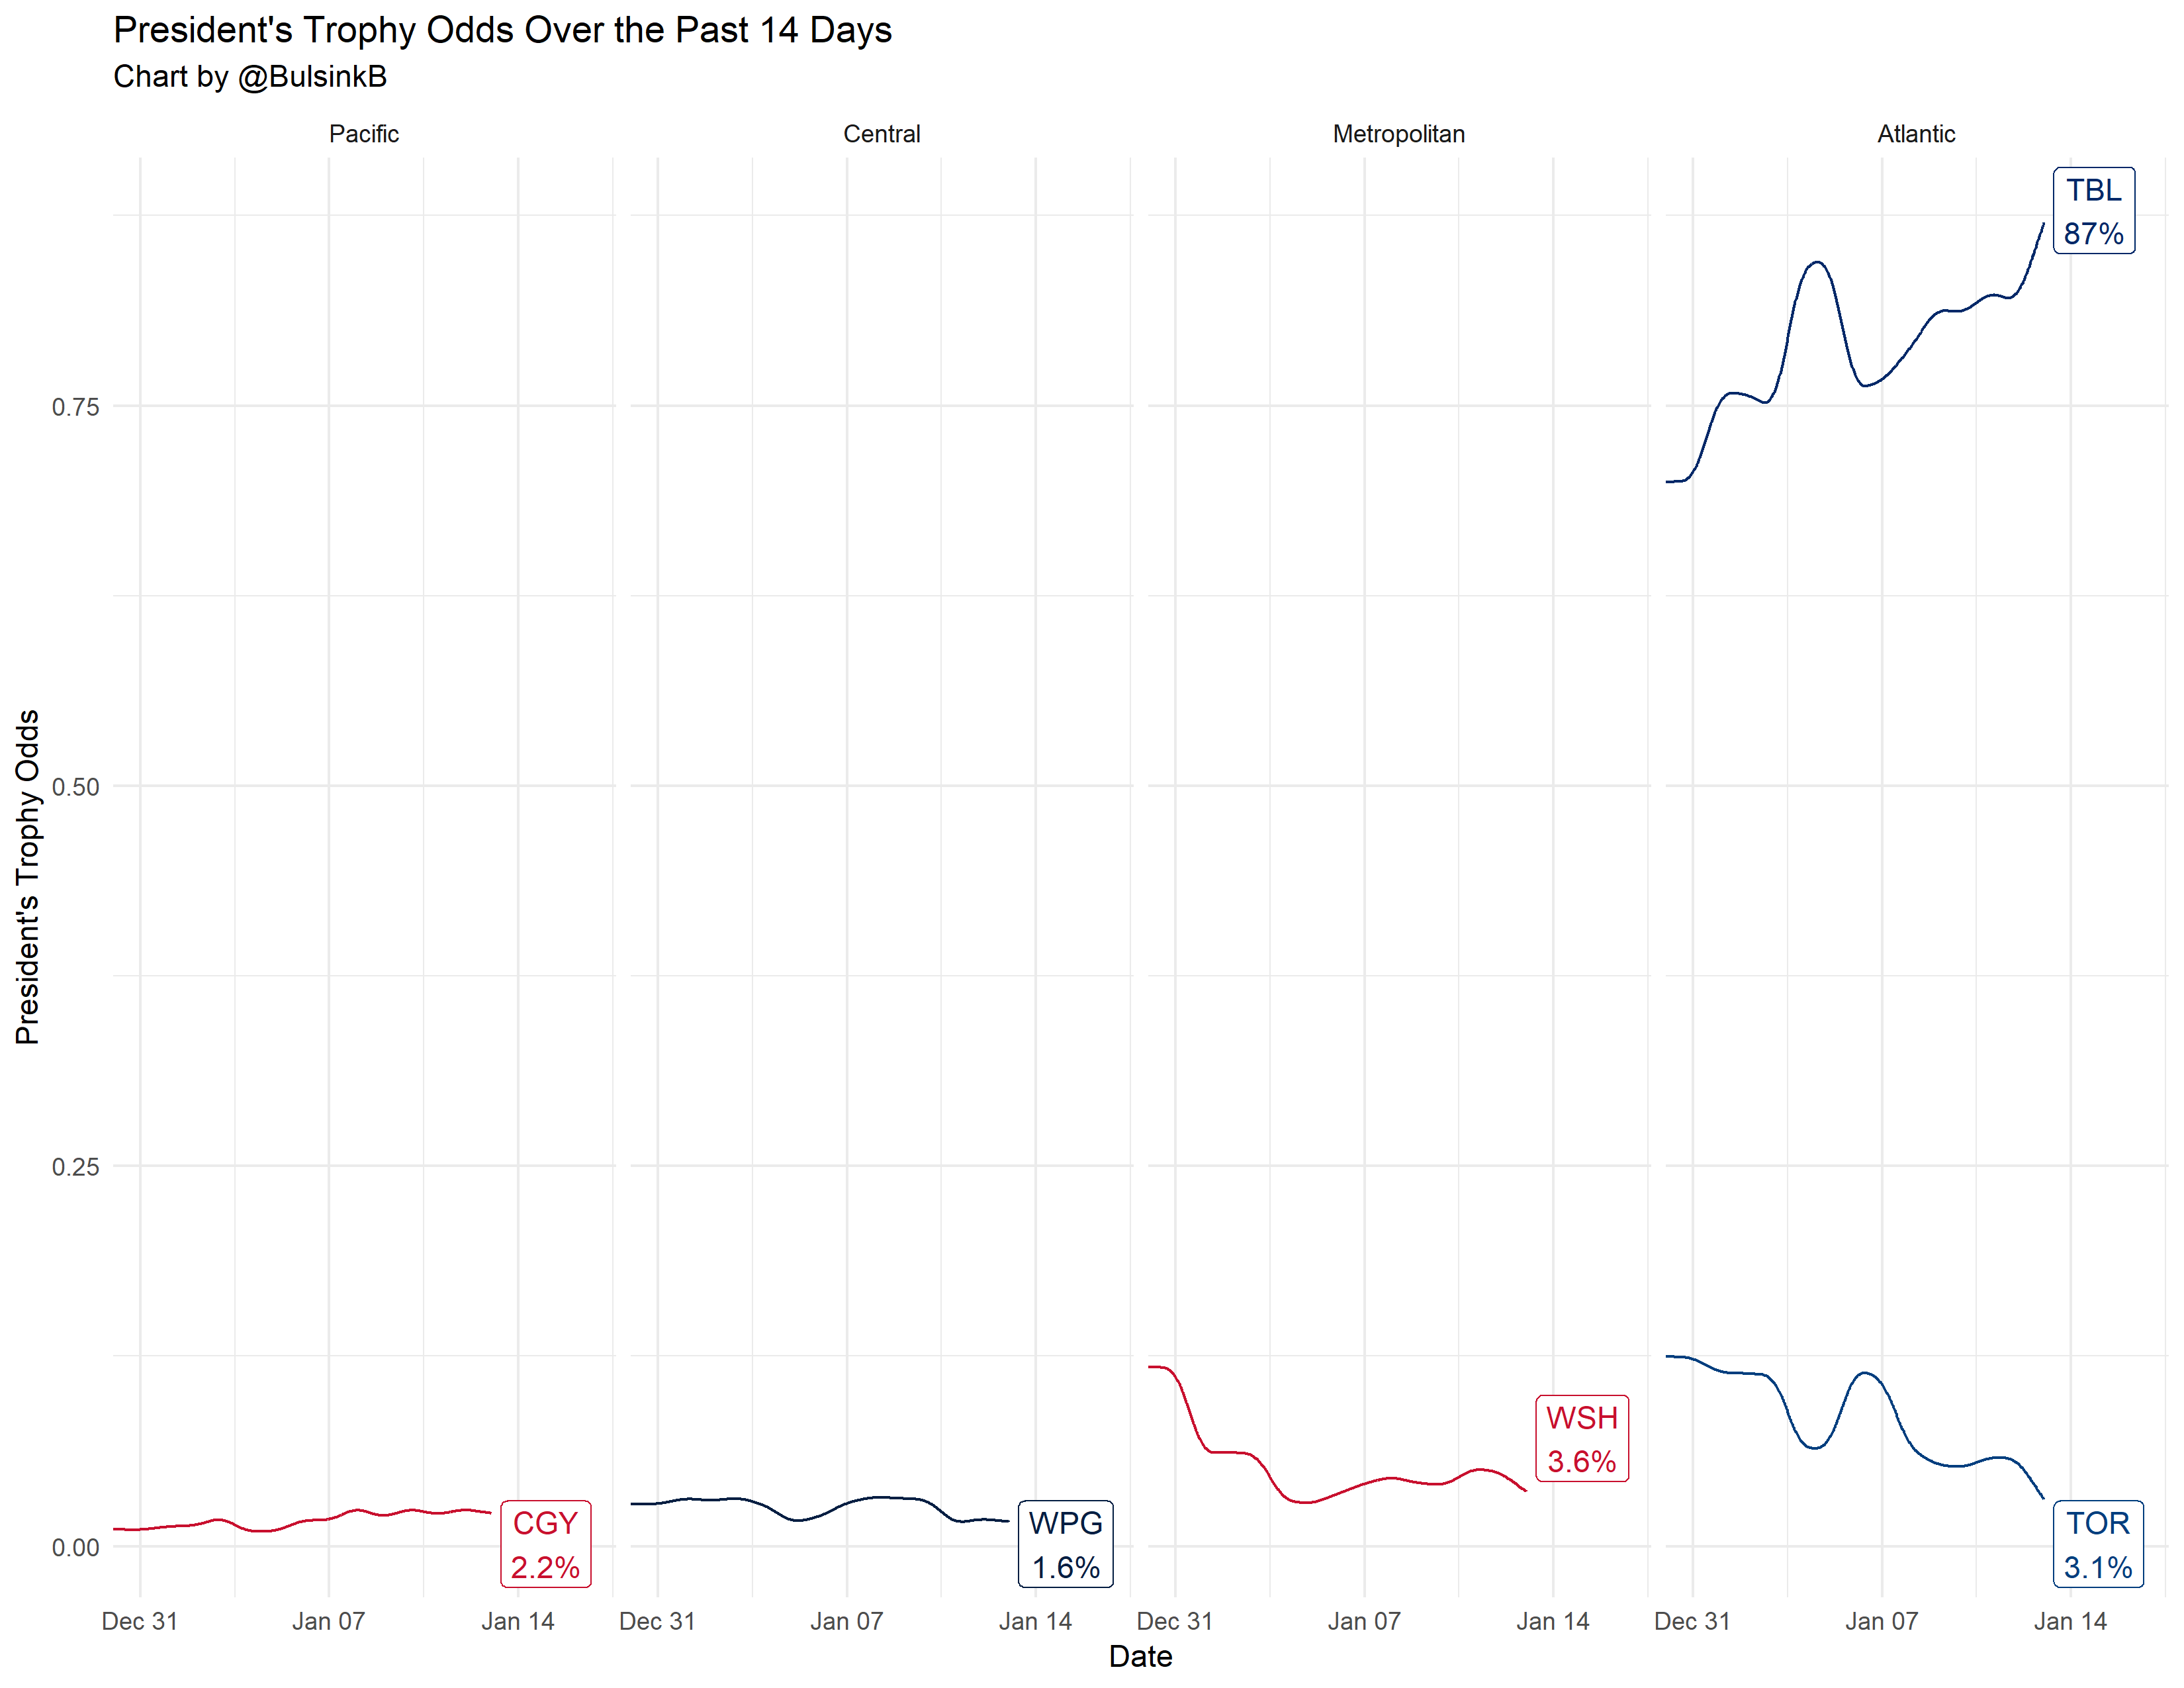 President's Trophy Odds Over the Past 14 Days
Chart by @BulsinkB
Pacific
Central
Metropolitan
Atlantic
President's Trophy Odds
0.75
0.50
0.25
0.00
TBL
87%
WSH
3.6%
CGY
2.2%
WPG
1.6%
TOR
3.1%
Dec 31
Jan 07
Jan 14
Dec 31
Jan 07
Jan 14
Dec 31
Jan 07
Jan 14
Dec 31
Jan 07
Jan 14
Date